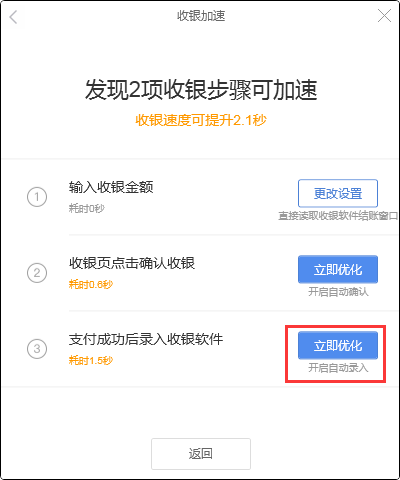 收银加速
发现2项收银步骤可加速
收银速度可提升2.1秒
1
输入收银金额
耗时0秒
更改设置
直接读取收银软件结账窗口
2
收银页点击确认收银
耗时0.6秒
立即优化
开启自动确认
3
支付成功后录入收银软件
耗时1.5秒
立即优化
开启自动录入
返回